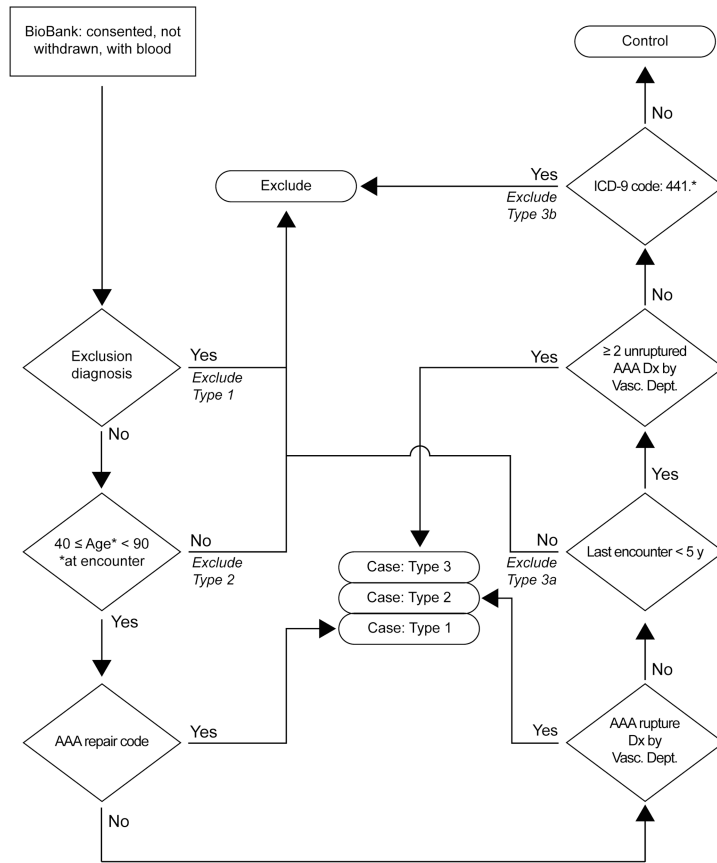 BioBank: consented, not
withdrawn, with blood
Control
No
Yes
Exclude
Type 3b
ICD-9 code: 441.*
Exclude
No
Exclusion
diagnosis
Yes
Exclude
Type 1
Yes
≥ 2 unruptured
AAA Dx by
Vasc. Dept.
No
Yes
40 ≤ Age* < 90
*at encounter
No
Exclude
Type 2
No
Exclude
Type 3a
Last encounter < 5 y
Case: Type 3
Case: Type 2
Case: Type 1
Yes
No
AAA repair code
Yes
Yes
AAA rupture
Dx by
Vasc. Dept.
No